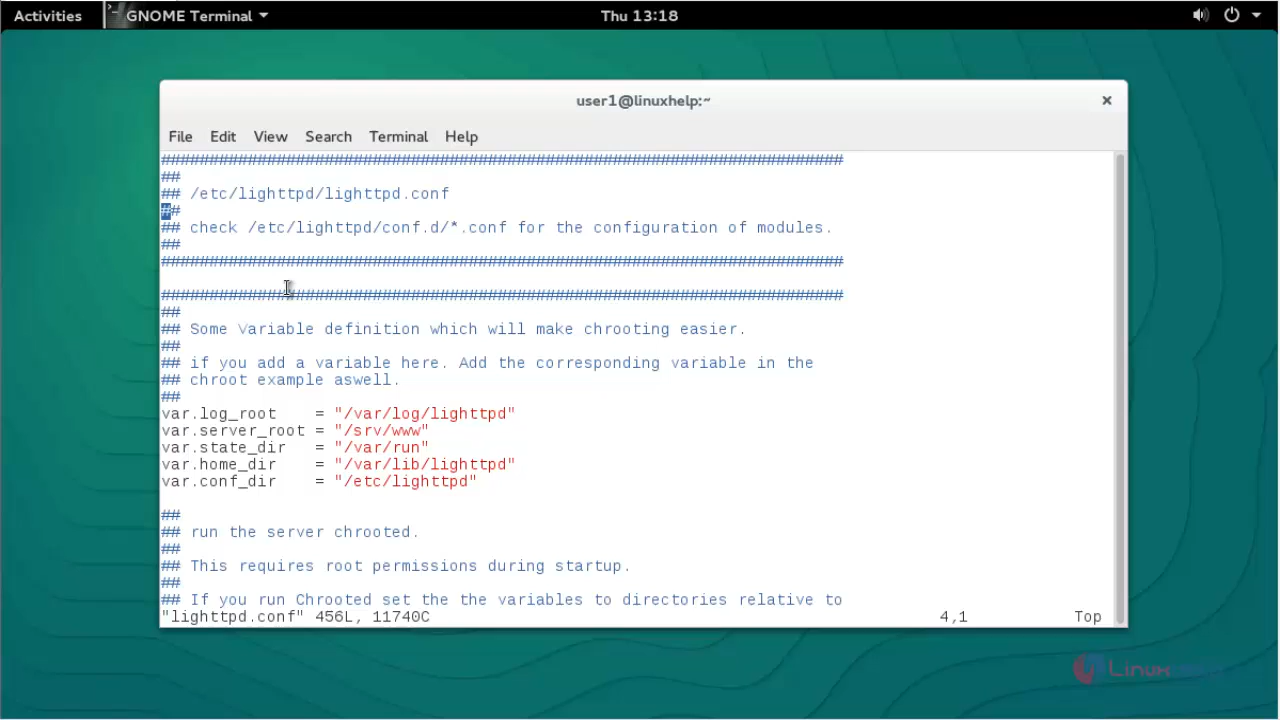 Activities GNOME Terminal Thu 13:18
user1@linuxhelp:~
File Edit View Search Terminal Help
#######################################################################
##
## /etc/lighttpd/lighttpd.conf
##
## check /etc/lighttpd/conf.d/*.conf for the configuration of modules.
##
#######################################################################
#######################################################################
##
## Some Variable definition which will make chrooting easier.
##
## if you add a variable here. Add the corresponding variable in the
## chroot example aswell.
##
var.log_root    = "/var/log/lighttpd"
var.server_root = "/srv/www"
var.state_dir   = "/var/run"
var.home_dir    = "/var/lib/lighttpd"
var.conf_dir    = "/etc/lighttpd"
##
## run the server chrooted.
##
## This requires root permissions during startup.
##
## If you run Chrooted set the the variables to directories relative to
"lighttpd.conf" 456L, 11740C 4,1 Top